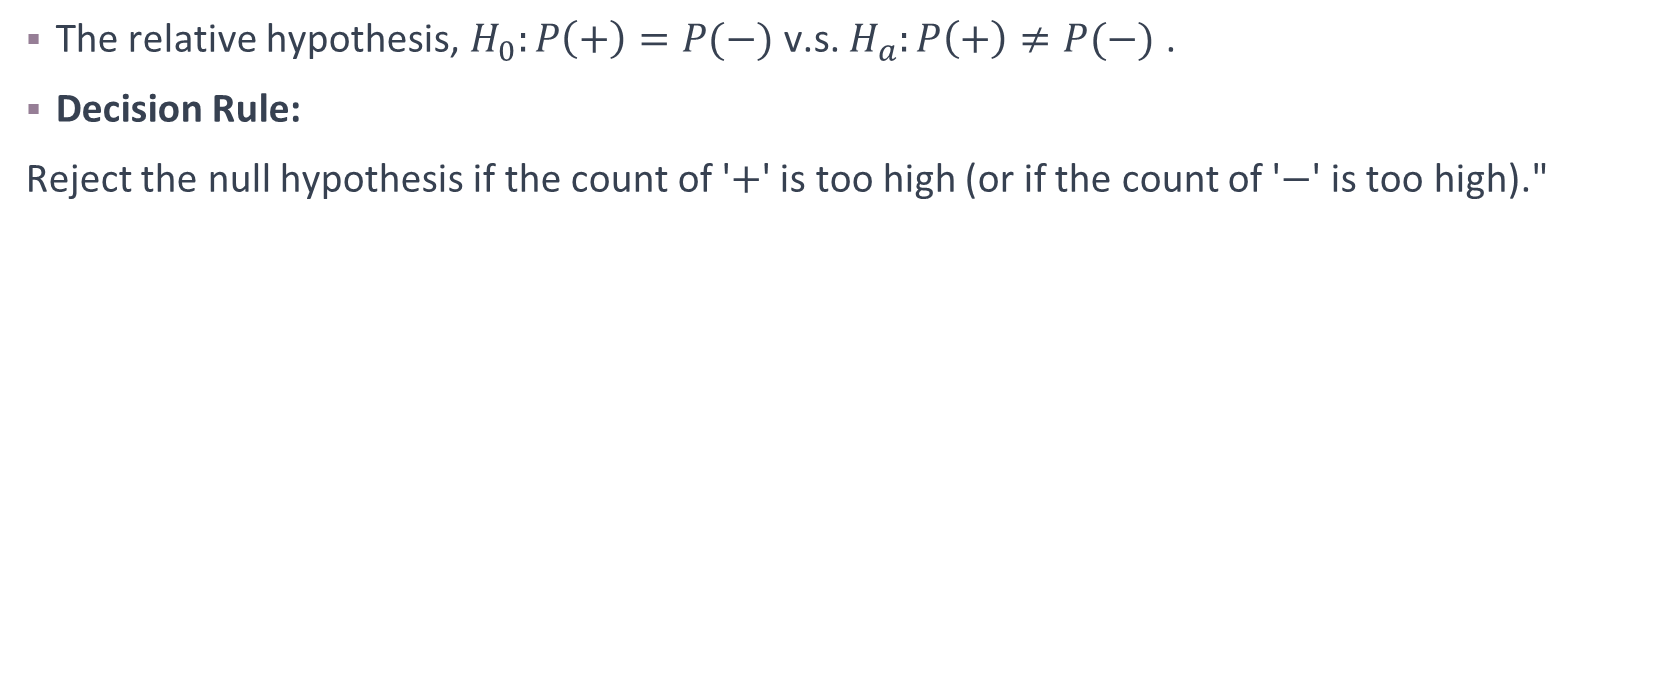 ▪ The relative hypothesis, H₀: P(+) = P(−) v.s. Hₐ: P(+) ≠ P(−) .
▪ Decision Rule:
Reject the null hypothesis if the count of '+' is too high (or if the count of '−' is too high)."